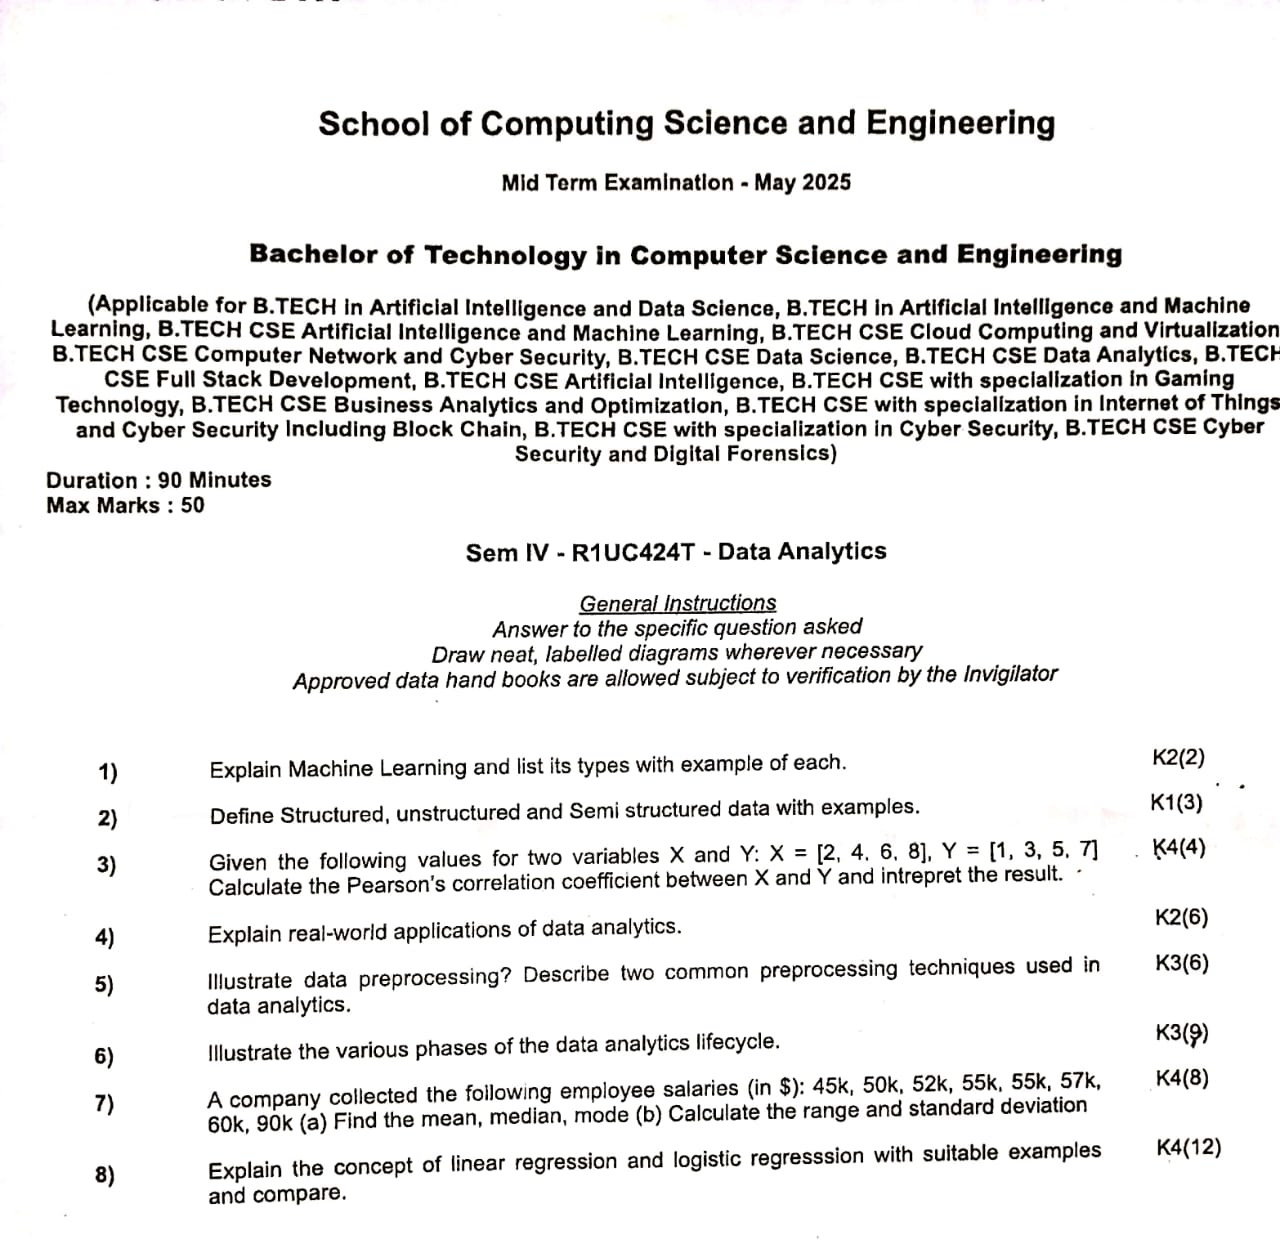 School of Computing Science and Engineering
Mid Term Examination - May 2025
Bachelor of Technology in Computer Science and Engineering
(Applicable for B.TECH in Artificial Intelligence and Data Science, B.TECH in Artificial Intelligence and Machine
Learning, B.TECH CSE Artificial Intelligence and Machine Learning, B.TECH CSE Cloud Computing and Virtualization
B.TECH CSE Computer Network and Cyber Security, B.TECH CSE Data Science, B.TECH CSE Data Analytics, B.TECH
CSE Full Stack Development, B.TECH CSE Artificial Intelligence, B.TECH CSE with specialization in Gaming
Technology, B.TECH CSE Business Analytics and Optimization, B.TECH CSE with specialization in Internet of Things
and Cyber Security Including Block Chain, B.TECH CSE with specialization in Cyber Security, B.TECH CSE Cyber
Security and Digital Forensics)
Duration : 90 Minutes
Max Marks : 50
Sem IV - R1UC424T - Data Analytics
General Instructions
Answer to the specific question asked
Draw neat, labelled diagrams wherever necessary
Approved data hand books are allowed subject to verification by the Invigilator
1) Explain Machine Learning and list its types with example of each. K2(2)
2) Define Structured, unstructured and Semi structured data with examples. K1(3)
3) Given the following values for two variables X and Y: X = [2, 4, 6, 8], Y = [1, 3, 5, 7] K4(4)
Calculate the Pearson's correlation coefficient between X and Y and intrepret the result.
4) Explain real-world applications of data analytics. K2(6)
5) Illustrate data preprocessing? Describe two common preprocessing techniques used in K3(6)
data analytics.
6) Illustrate the various phases of the data analytics lifecycle. K3(9)
7) A company collected the following employee salaries (in $): 45k, 50k, 52k, 55k, 55k, 57k, K4(8)
60k, 90k (a) Find the mean, median, mode (b) Calculate the range and standard deviation
8) Explain the concept of linear regression and logistic regresssion with suitable examples K4(12)
and compare.